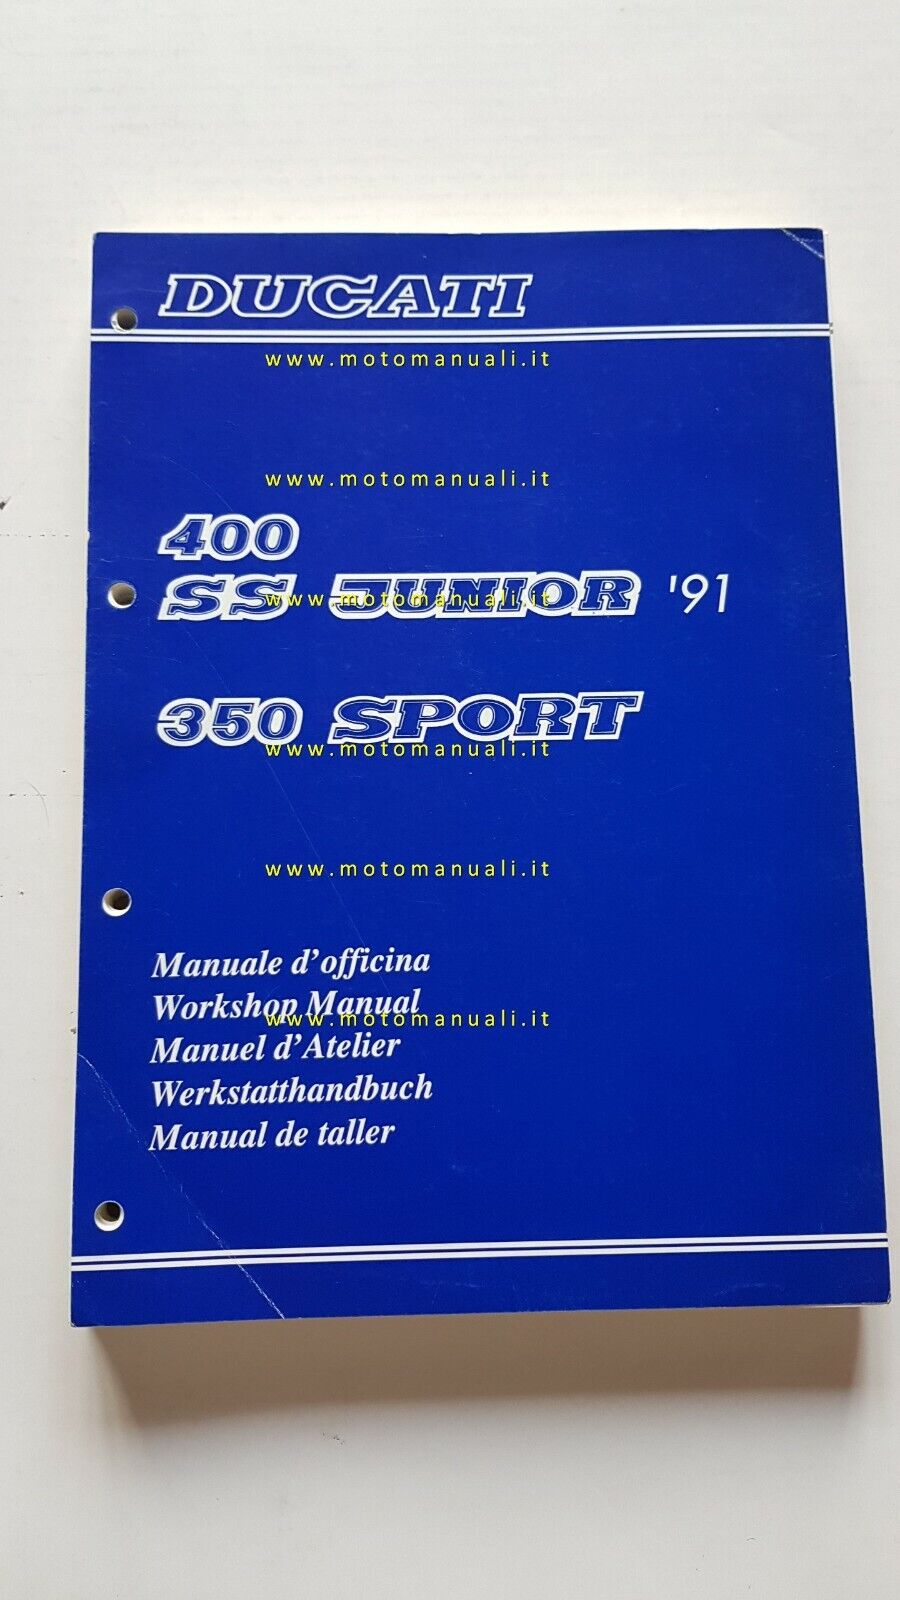 DUCATI
www.motomanuali.it
www.motomanuali.it
400
SS JUNIOR '91
www.motomanuali.it
350 SPORT
www.motomanuali.it
www.motomanuali.it
Manuale d'officina
Workshop Manual
www.motomanuali.it
Manuel d'Atelier
Werkstatthandbuch
Manual de taller